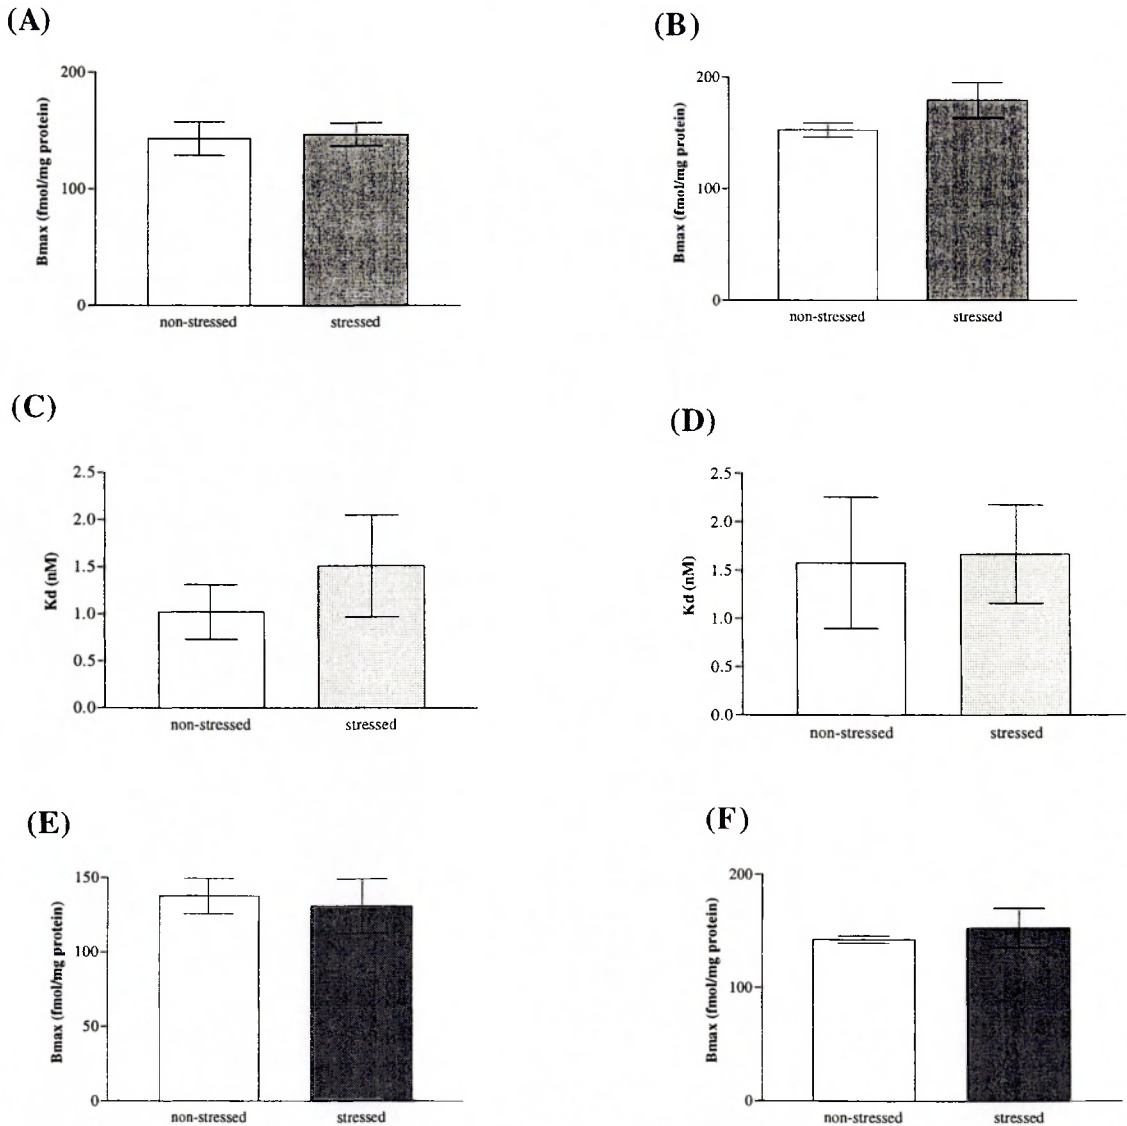 (A)
200
100
0
Bmax (fmol/mg protein)
non-stressed stressed
(B)
200
100
0
Bmax (fmol/mg protein)
non-stressed stressed
(C)
2.5
2.0
1.5
1.0
0.5
0.0
Kd (nM)
non-stressed stressed
(D)
2.5
2.0
1.5
1.0
0.5
0.0
Kd (nM)
non-stressed stressed
(E)
150
100
50
0
Bmax (fmol/mg protein)
non-stressed stressed
(F)
200
100
0
Bmax (fmol/mg protein)
non-stressed stressed